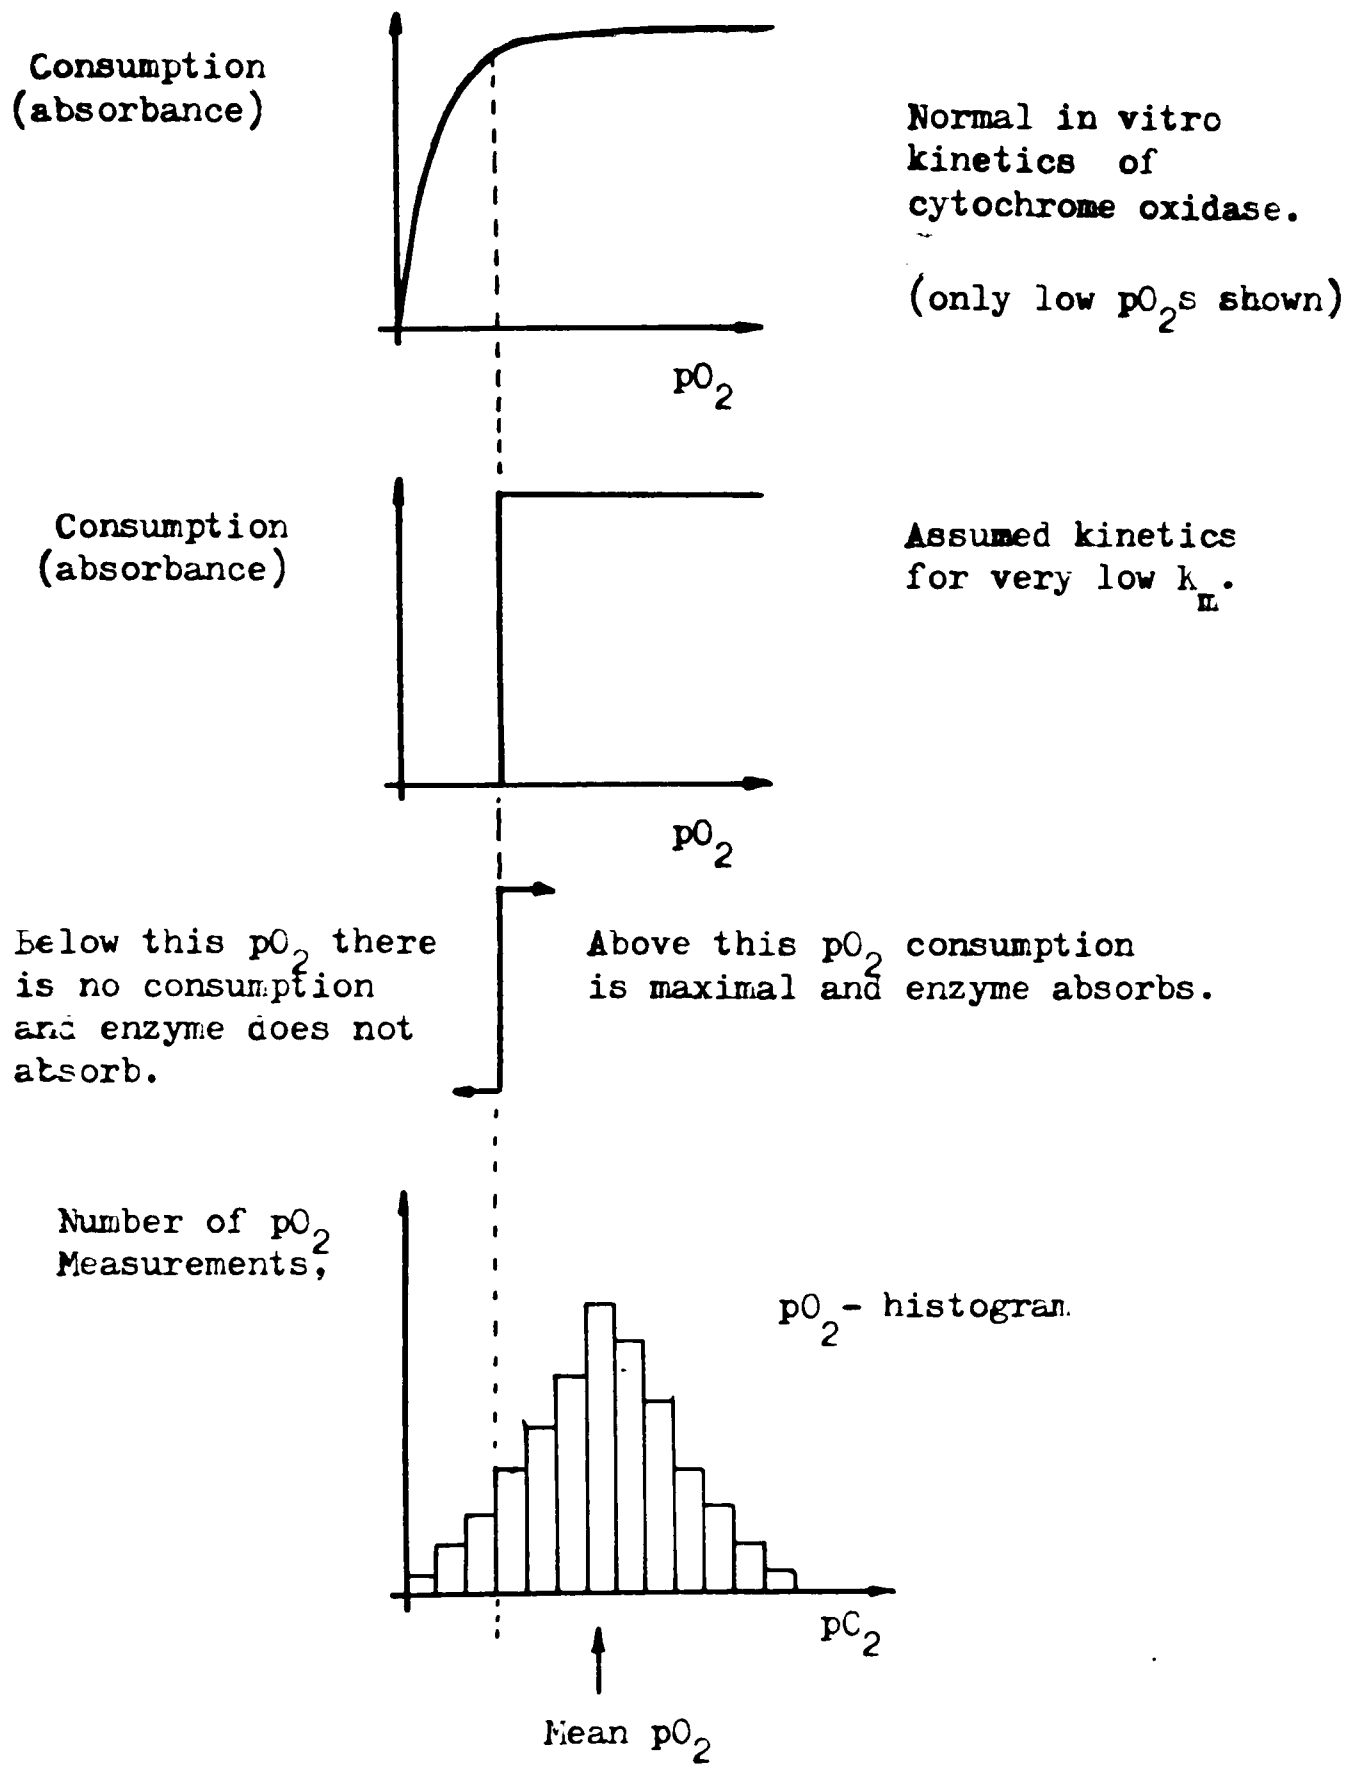 Consumption
(absorbance)
Normal in vitro
kinetics of
cytochrome oxidase.
(only low pO2s shown)
pO2
Consumption
(absorbance)
Assumed kinetics
for very low km.
pO2
Below this pO2 there
is no consumption
and enzyme does not
absorb.
Above this pO2 consumption
is maximal and enzyme absorbs.
Number of pO2
Measurements,
pO2- histogram
pO2
Mean pO2